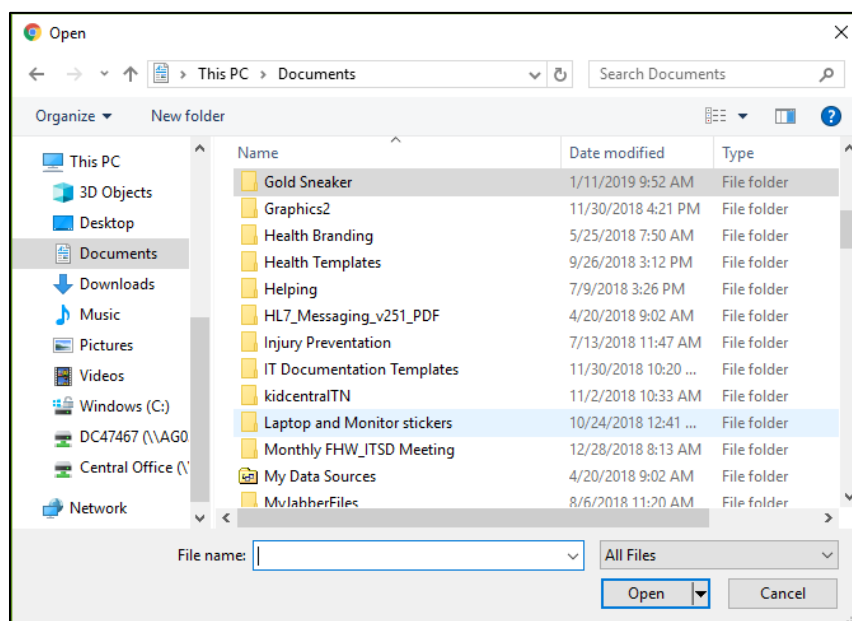 Open
This PC > Documents
Search Documents
Organize
New folder
?
Name Date modified Type
This PC
3D Objects
Desktop
Documents
Downloads
Music
Pictures
Videos
Windows (C:)
DC47467 (\\AG0
Central Office (\
Network
Gold Sneaker 1/11/2019 9:52 AM File folder
Graphics2 11/30/2018 4:21 PM File folder
Health Branding 5/25/2018 7:50 AM File folder
Health Templates 9/26/2018 3:12 PM File folder
Helping 7/9/2018 3:26 PM File folder
HL7_Messaging_v251_PDF 4/20/2018 9:02 AM File folder
Injury Preventation 7/13/2018 11:47 AM File folder
IT Documentation Templates 11/30/2018 10:20 ... File folder
kidcentralTN 11/2/2018 10:33 AM File folder
Laptop and Monitor stickers 10/24/2018 12:41 ... File folder
Monthly FHW_ITSD Meeting 12/28/2018 8:13 AM File folder
My Data Sources 4/20/2018 9:02 AM File folder
MyJabberFiles 8/6/2018 11:20 AM File folder
File name:
All Files
Open
Cancel